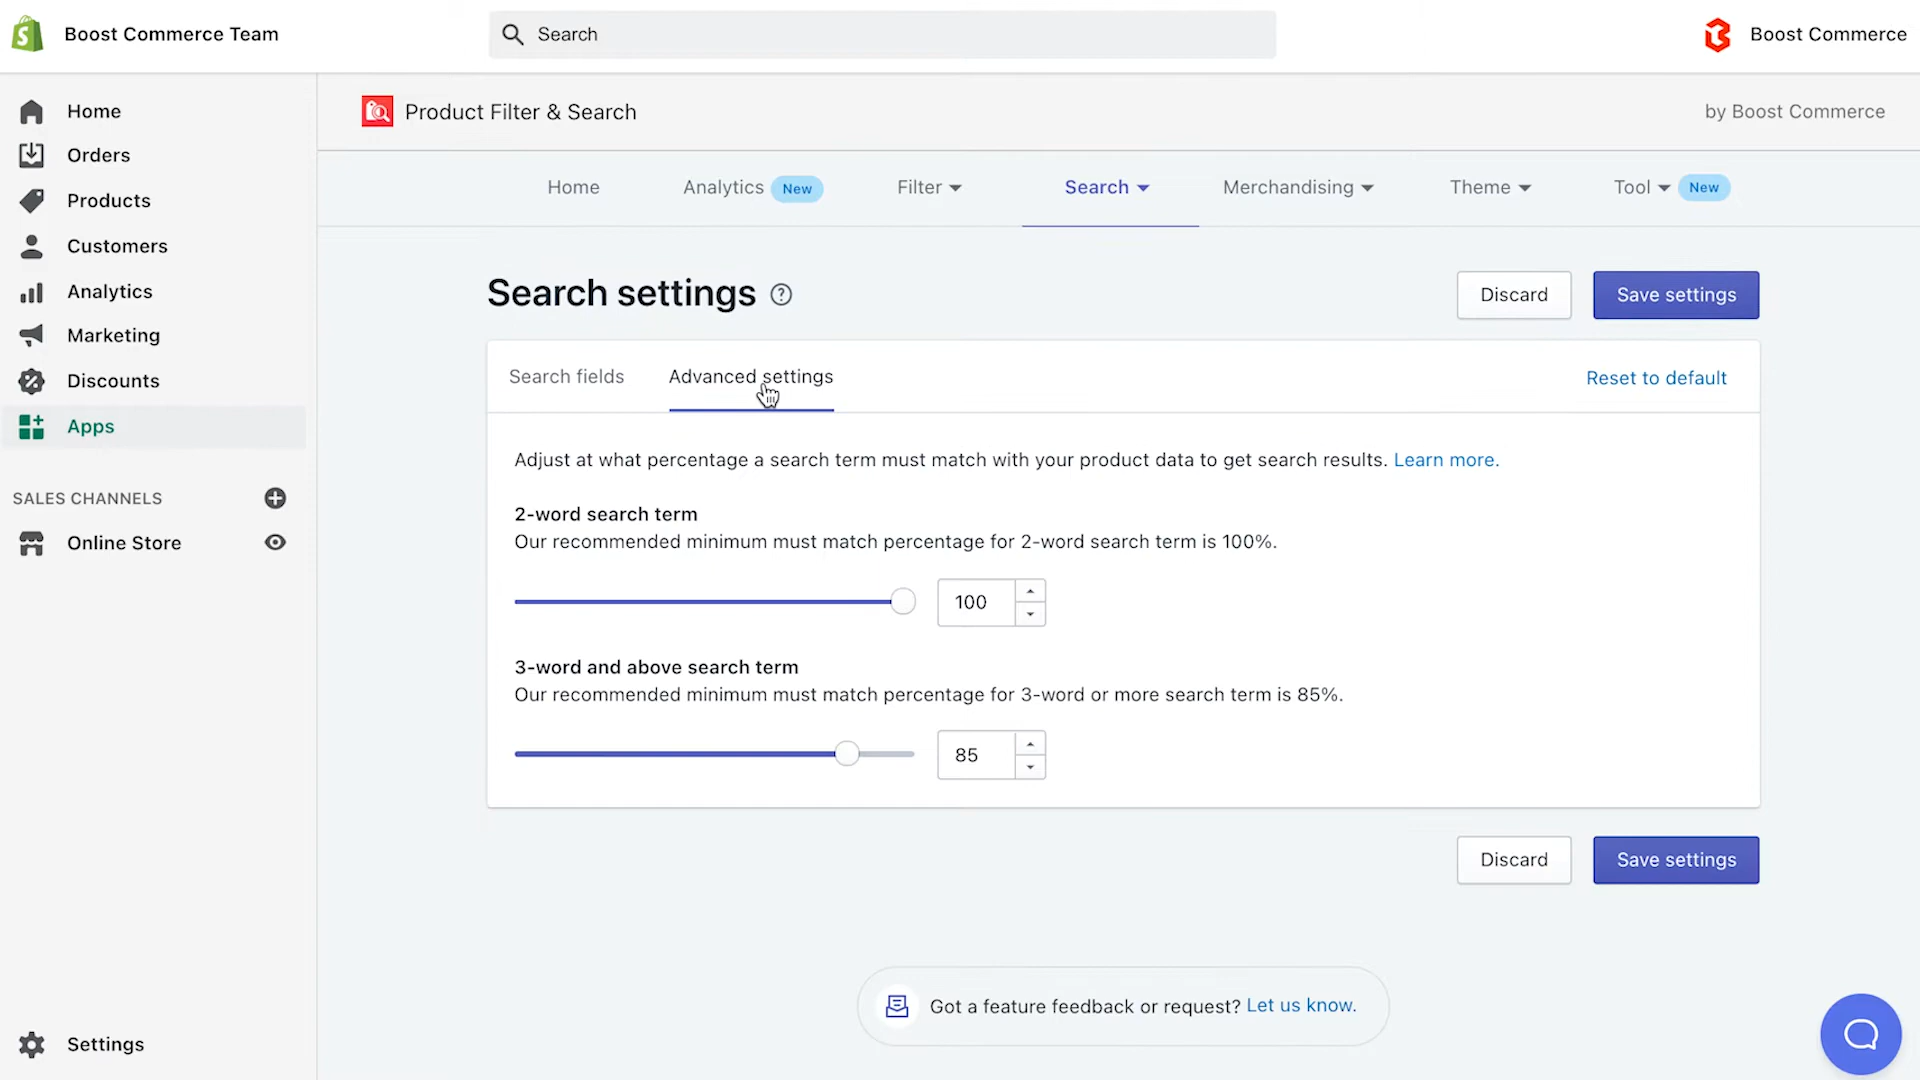 Boost Commerce Team
Search
Boost Commerce
Home
Orders
Products
Customers
Analytics
Marketing
Discounts
Apps
SALES CHANNELS
Online Store
Settings
Product Filter & Search
by Boost Commerce
Home
Analytics New
Filter
Search
Merchandising
Theme
Tool New
Search settings
Discard
Save settings
Search fields
Advanced settings
Reset to default
Adjust at what percentage a search term must match with your product data to get search results. Learn more.
2-word search term
Our recommended minimum must match percentage for 2-word search term is 100%.
100
3-word and above search term
Our recommended minimum must match percentage for 3-word or more search term is 85%.
85
Discard
Save settings
Got a feature feedback or request? Let us know.